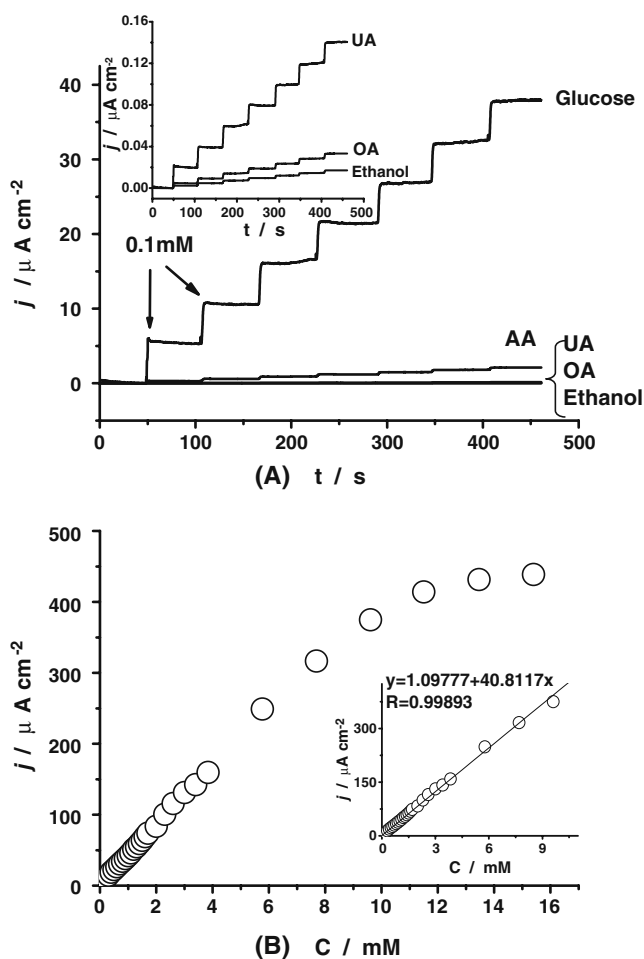 0.16
0.12
0.08
0.04
0.00
j / μA cm-2
UA
OA
Ethanol
0 100 200 300 400 500
t / s
40
30
20
10
0
j / μ A cm-2
Glucose
0.1mM
AA
UA
OA
Ethanol
0 100 200 300 400 500
(A) t / s
500
450
300
150
100
50
0
j / μ A cm-2
y=1.09777+40.8117x
R=0.99893
300
150
0
j / μA cm-2
0 3 6 9
C / mM
0 2 4 6 8 10 12 14 16
(B) C / mM